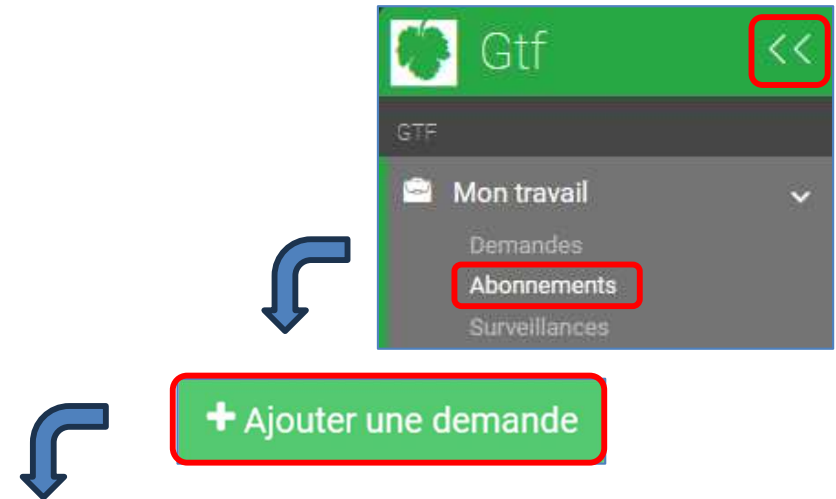 Gtf <<
GTF
Mon travail
Demandes
Abonnements
Surveillances
+ Ajouter une demande